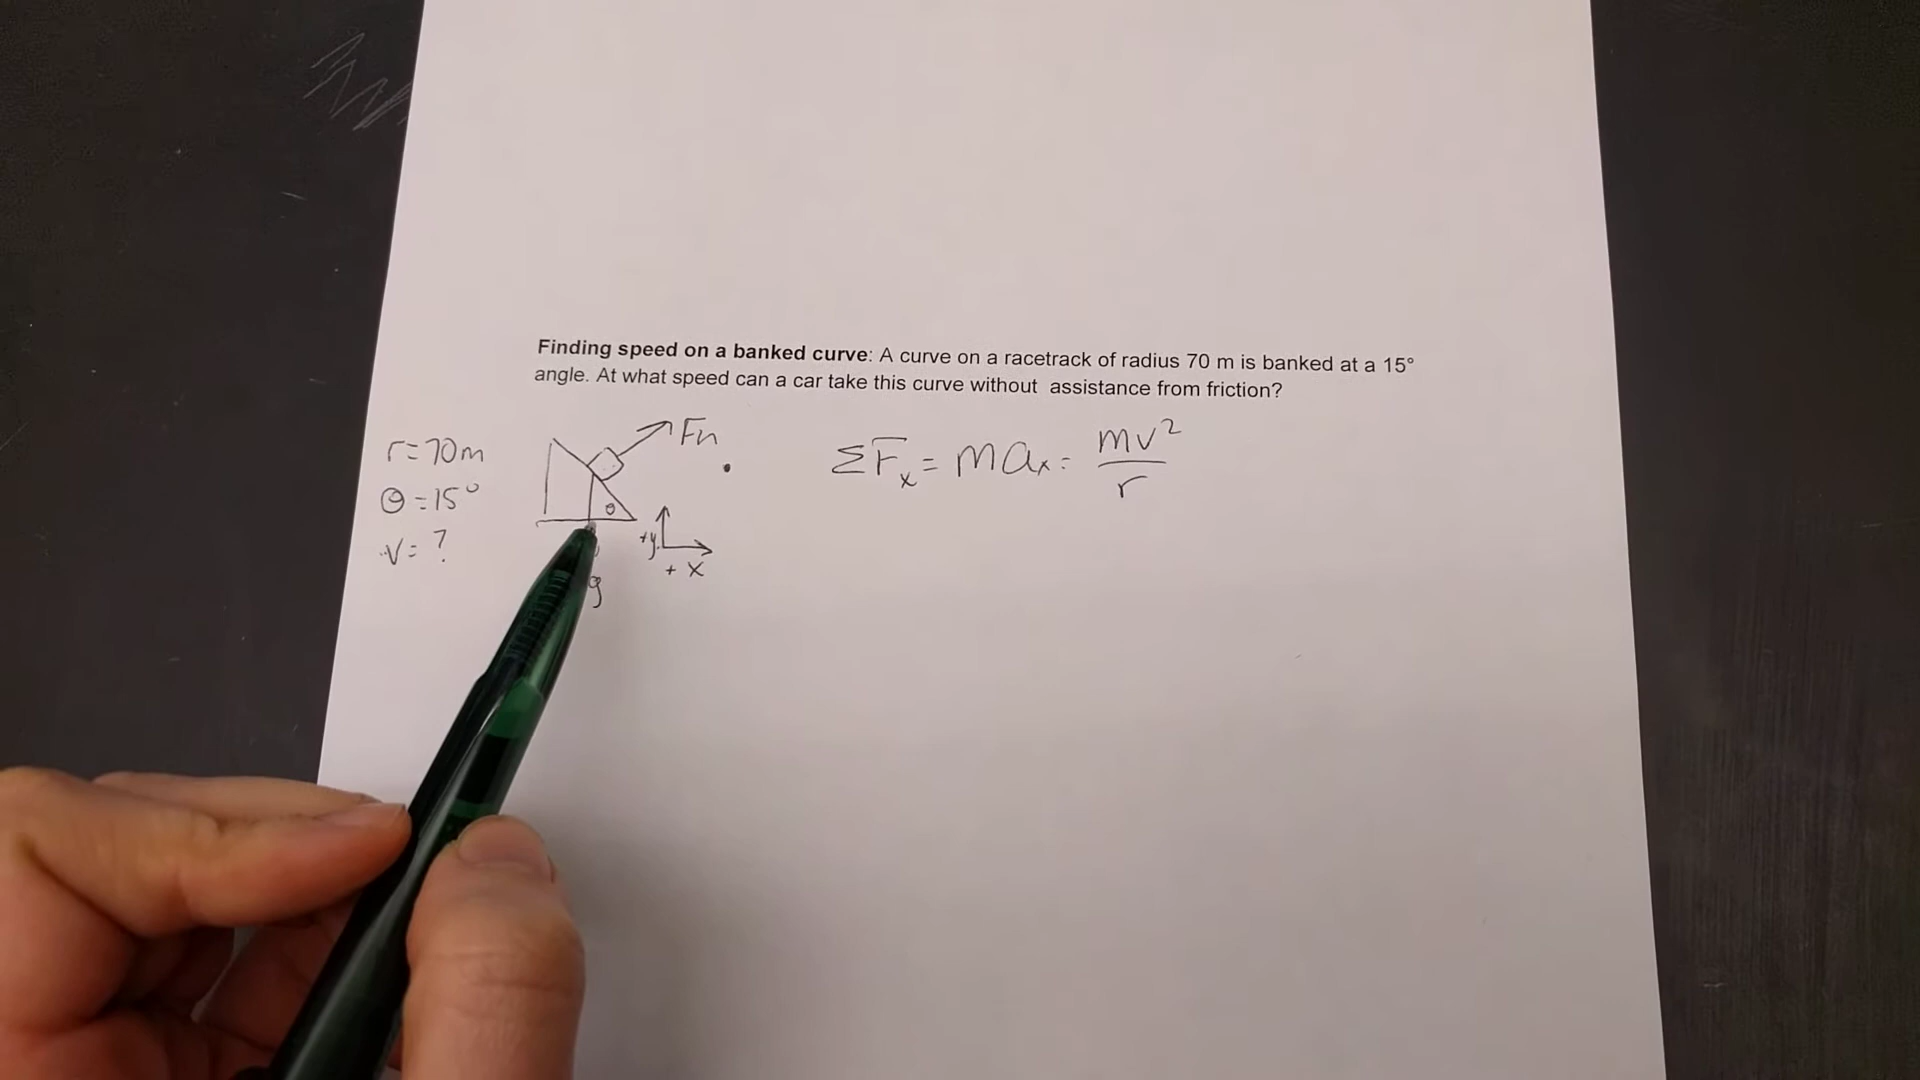 Finding speed on a banked curve: A curve on a racetrack of radius 70 m is banked at a 15°
angle. At what speed can a car take this curve without assistance from friction?
r=70m
θ=15°
v=?
Fn
θ
+y
+x
g
ΣFx = max = mv²/r